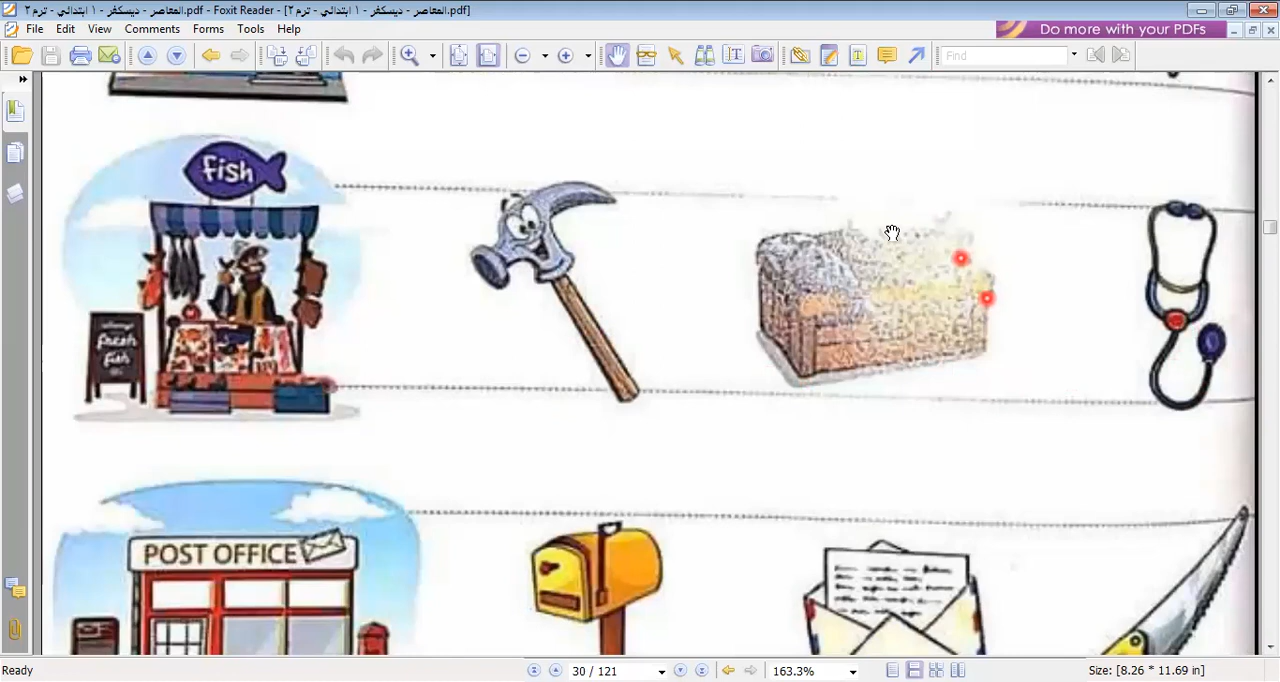 المعاصر - ديسكفر - ١ ابتدائي - ترم ٢.pdf - Foxit Reader - [المعاصر - ديسكفر - ١ ابتدائي - ترم ٢.pdf]
File Edit View Comments Forms Tools Help
Do more with your PDFs
Find
fish
fresh
fish
POST OFFICE
Ready
30 / 121
163.3%
Size: [8.26 * 11.69 in]